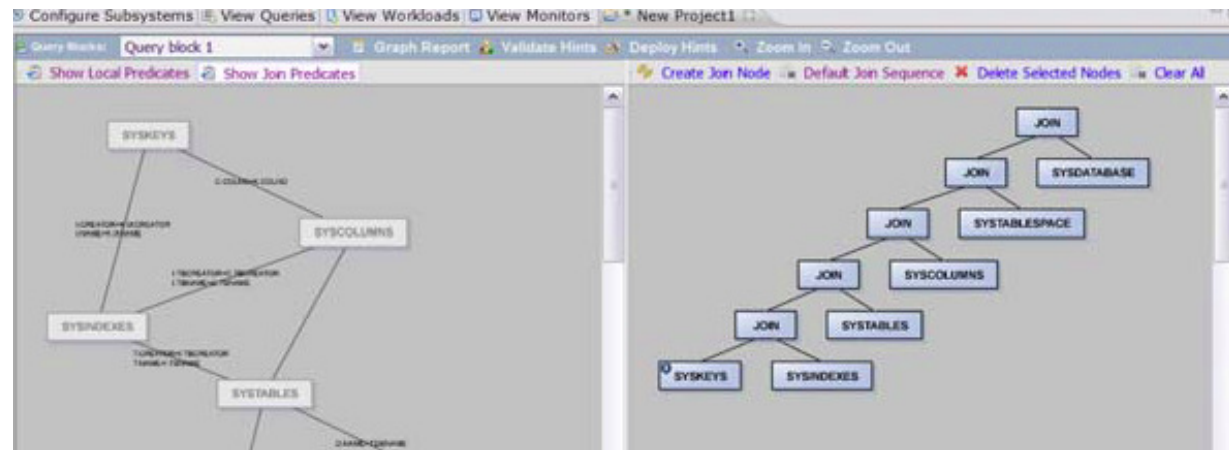 Configure Subsystems View Queries View Workloads View Monitors * New Project1
Query Blocks: Query block 1 Graph Report Validate Hints Deploy Hints Zoom In Zoom Out
Show Local Predicates Show Join Predicates
Create Join Node Default Join Sequence Delete Selected Nodes Clear All
SYSKEYS
SYSCOLUMNS
SYSINDEXES
SYSTABLES
JOIN
JOIN SYSDATABASE
JOIN SYSTABLESPACE
JOIN SYSCOLUMNS
JOIN SYSTABLES
SYSKEYS SYSINDEXES